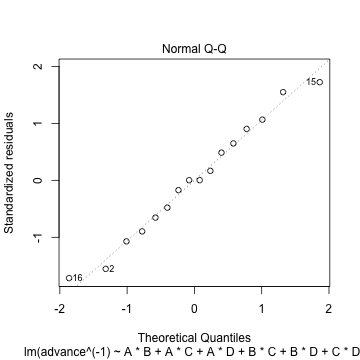 Normal Q-Q
Standardized residuals
2
1
0
-1
15
2
16
-2 -1 0 1 2
Theoretical Quantiles
lm(advance^(-1) ~ A * B + A * C + A * D + B * C + B * D + C * D